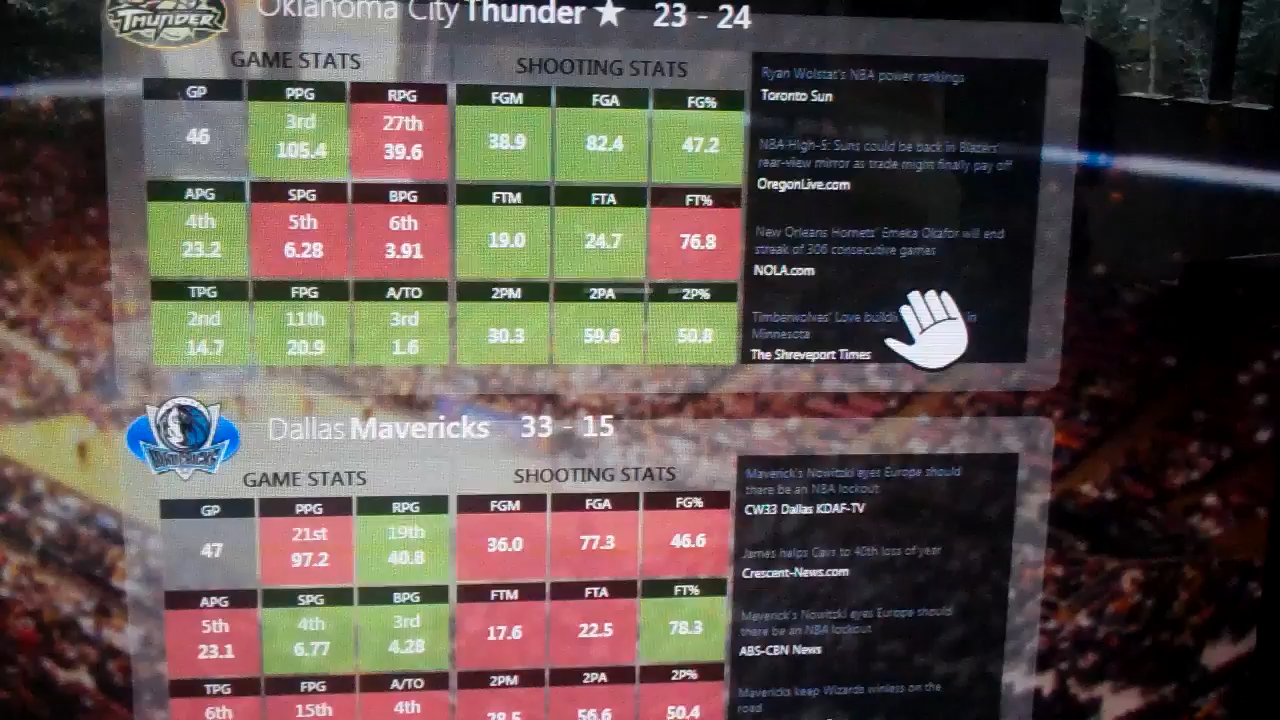 THUNDER
Oklahoma City Thunder ★ 23 - 24
GAME STATS
SHOOTING STATS
GP PPG RPG FGM FGA FG%
46 3rd 105.4 27th 39.6 38.9 82.4 47.2
APG SPG BPG FTM FTA FT%
4th 23.2 5th 6.28 6th 3.91 19.0 24.7 76.8
TPG FPG A/TO 2PM 2PA 2P%
2nd 14.7 11th 20.9 3rd 1.6 30.3 59.6 50.8
Ryan Wolstat's NBA power rankings
Toronto Sun
NBA High-5: Suns could be back in Blazers'
rear-view mirror as trade might finally pay off
OregonLive.com
New Orleans Hornets' Emeka Okafor will end
streak of 306 consecutive games
NOLA.com
Timberwolves' Love in
Minnesota
The Shreveport Times
MAVERICKS
Dallas Mavericks 33 - 15
GAME STATS
SHOOTING STATS
GP PPG RPG FGM FGA FG%
47 21st 97.2 19th 40.8 36.0 77.3 46.6
APG SPG BPG FTM FTA FT%
5th 23.1 4th 6.77 3rd 4.28 17.6 22.5 78.3
TPG FPG A/TO 2PM 2PA 2P%
6th 15th 4th 28.5 56.6 50.4
Maverick's Nowitzki eyes Europe should
there be an NBA lockout
CW33 Dallas KDAF-TV
James helps Cavs to 40th loss of year
Crescent-News.com
Maverick's Nowitzki eyes Europe should
there be an NBA lockout
ABS-CBN News
Mavericks keep Wizards winless on the
road